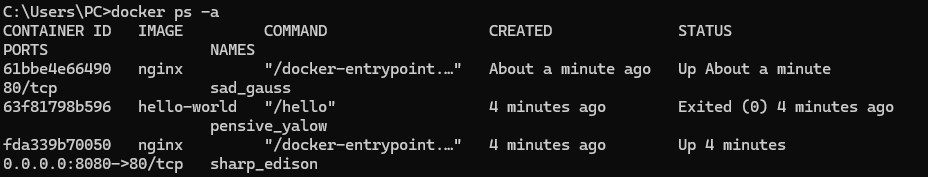 C:\Users\PC>docker ps -a
CONTAINER ID   IMAGE         COMMAND                  CREATED              STATUS
PORTS                  NAMES
61bbe4e66490   nginx         "/docker-entrypoint.…"   About a minute ago   Up About a minute
80/tcp                 sad_gauss
63f81798b596   hello-world   "/hello"                 4 minutes ago        Exited (0) 4 minutes ago
                       pensive_yalow
fda339b70050   nginx         "/docker-entrypoint.…"   4 minutes ago        Up 4 minutes
0.0.0.0:8080->80/tcp   sharp_edison